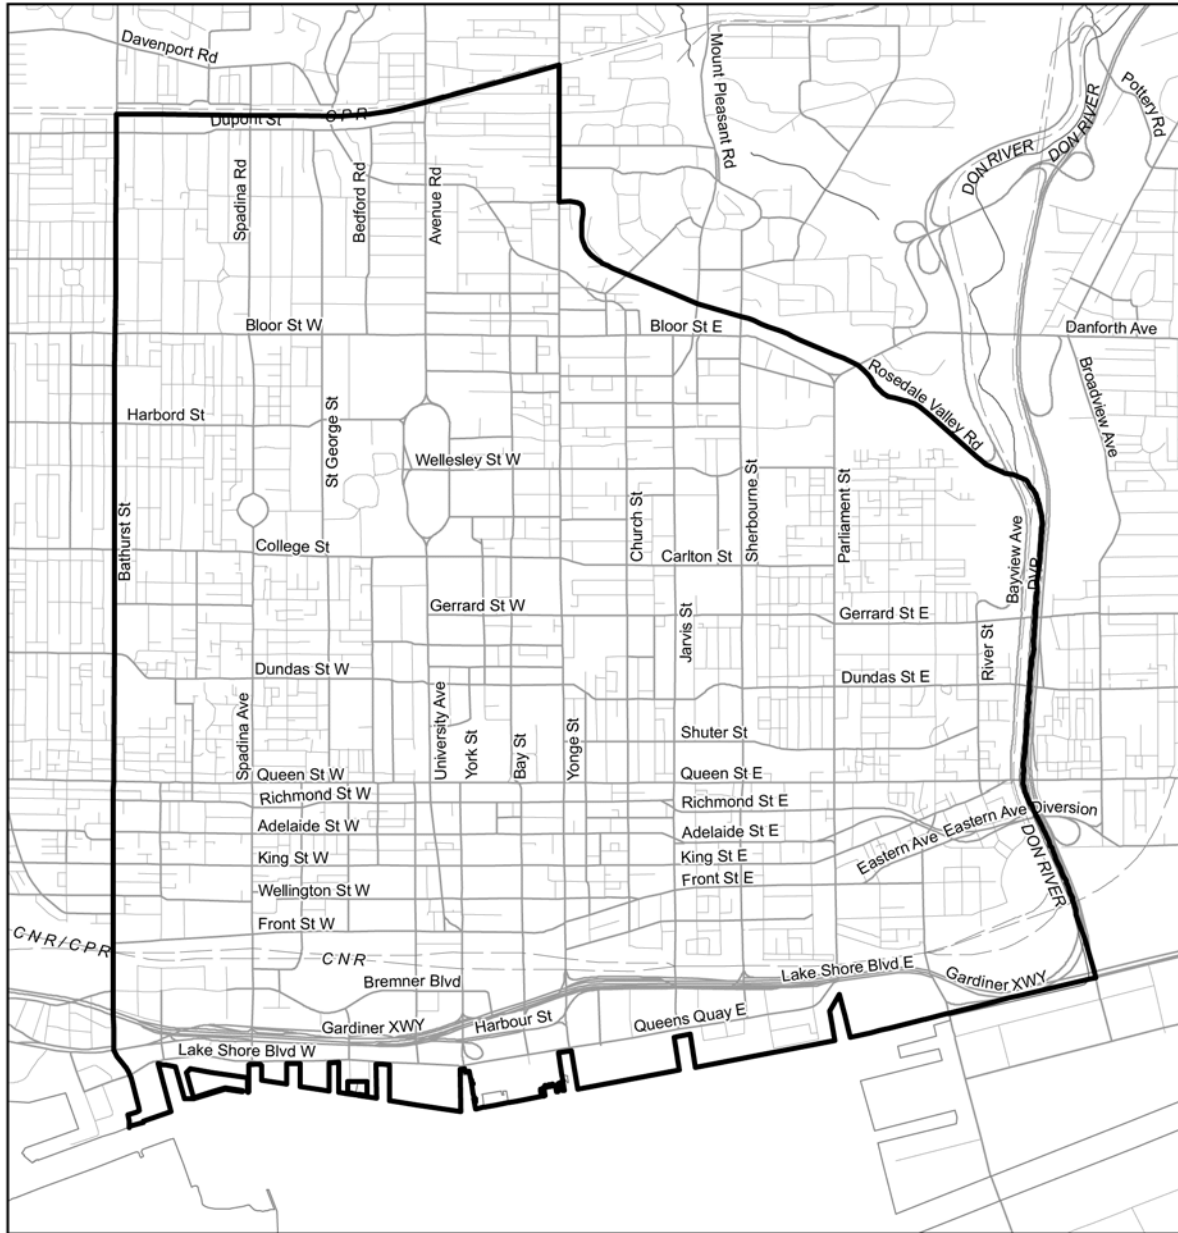 Davenport Rd
Mount Pleasant Rd
Pottery Rd
DON RIVER
DON RIVER
CPR
Dupont St
Spadina Rd
Bedford Rd
Avenue Rd
Bloor St W
Bloor St E
Danforth Ave
Rosedale Valley Rd
Broadview Ave
Harbord St
St George St
Wellesley St W
Bathurst St
Church St
Sherbourne St
Parliament St
Bayview Ave
DVP
College St
Carlton St
Gerrard St W
Jarvis St
Gerrard St E
River St
Dundas St W
Dundas St E
Spadina Ave
University Ave
York St
Bay St
Yonge St
Shuter St
Queen St W
Queen St E
Richmond St W
Richmond St E
Eastern Ave Diversion
Adelaide St W
Adelaide St E
Eastern Ave
King St W
King St E
DON RIVER
Wellington St W
Front St E
Front St W
CNR/CPR
CNR
Bremner Blvd
Lake Shore Blvd E
Gardiner XWY
Gardiner XWY
Harbour St
Queens Quay E
Lake Shore Blvd W